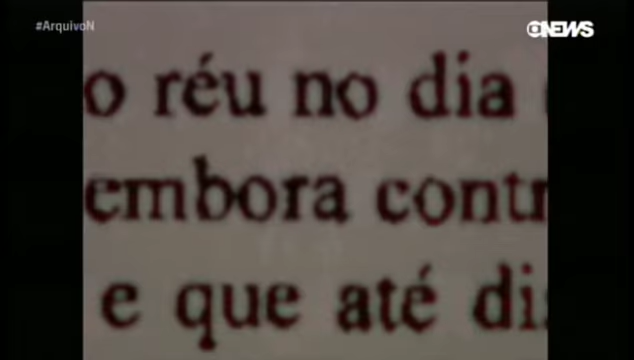 #ArquivoN
GNEWS
o réu no dia
embora contr
e que até di